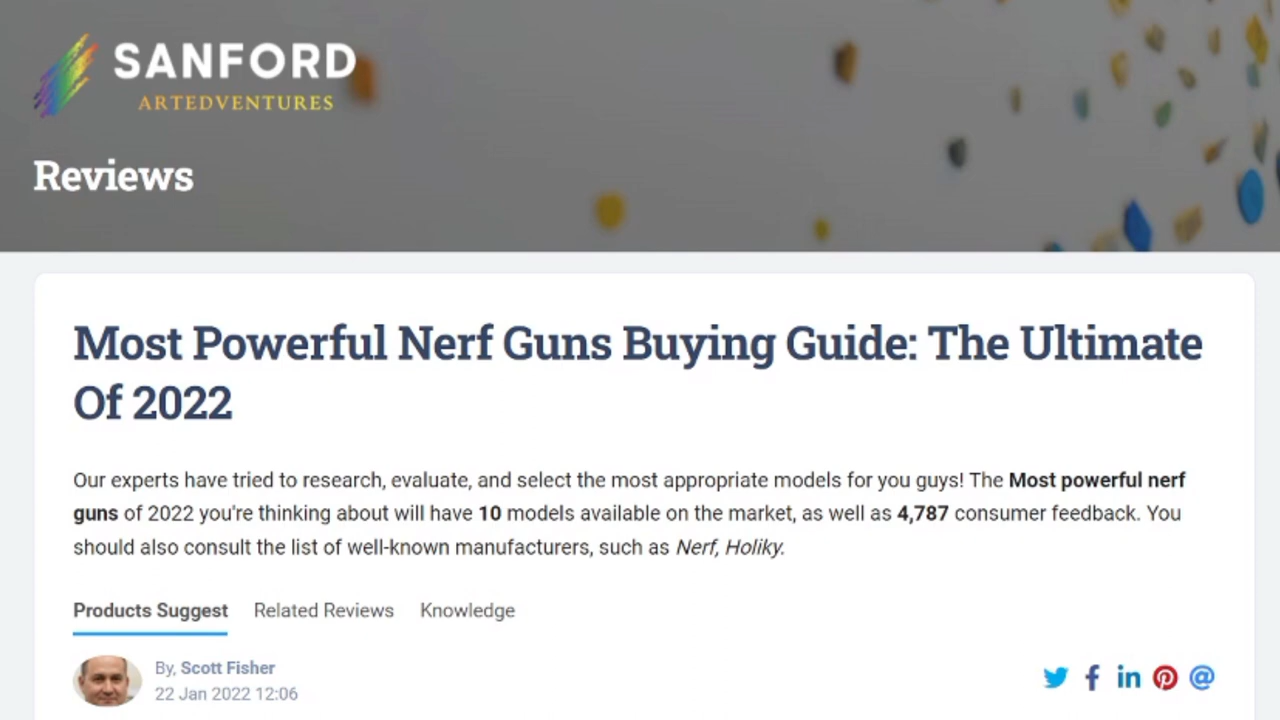 SANFORD
ARTEDVENTURES
Reviews
Most Powerful Nerf Guns Buying Guide: The Ultimate
Of 2022
Our experts have tried to research, evaluate, and select the most appropriate models for you guys! The Most powerful nerf
guns of 2022 you're thinking about will have 10 models available on the market, as well as 4,787 consumer feedback. You
should also consult the list of well-known manufacturers, such as Nerf, Holiky.
Products Suggest Related Reviews Knowledge
By, Scott Fisher
22 Jan 2022 12:06